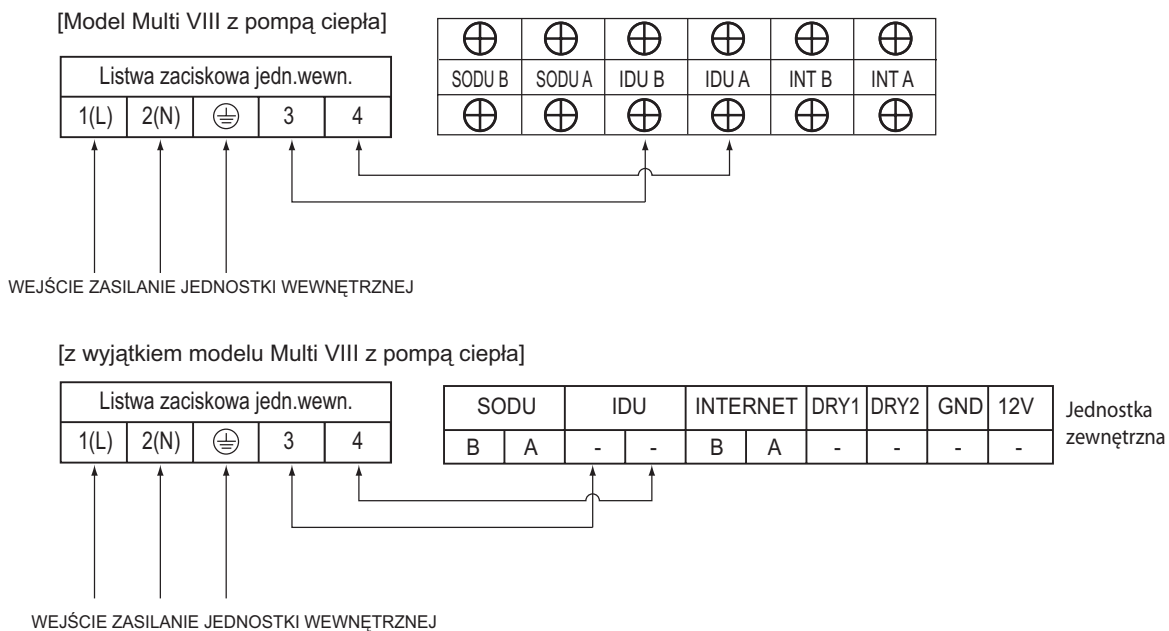 [Model Multi VIII z pompą ciepła]
Listwa zaciskowa jedn.wewn.
1(L) 2(N) 3 4
SODU B SODU A IDU B IDU A INT B INT A
WEJŚCIE ZASILANIE JEDNOSTKI WEWNĘTRZNEJ
[z wyjątkiem modelu Multi VIII z pompą ciepła]
Listwa zaciskowa jedn.wewn.
1(L) 2(N) 3 4
SODU IDU INTERNET DRY1 DRY2 GND 12V
B A - - B A - - - -
Jednostka
zewnętrzna
WEJŚCIE ZASILANIE JEDNOSTKI WEWNĘTRZNEJ